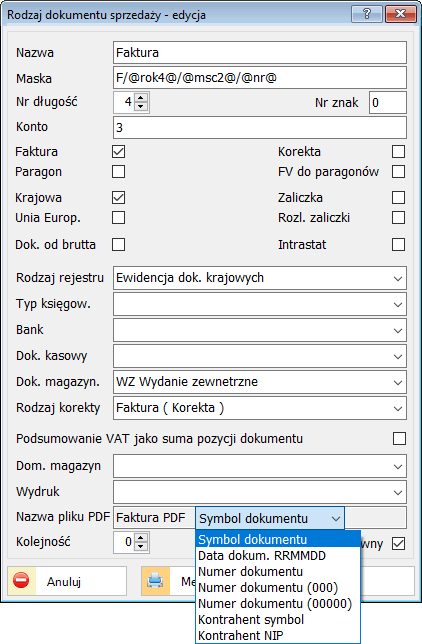 Rodzaj dokumentu sprzedaży - edycja ?
Nazwa Faktura
Maska F/@rok4@/@msc2@/@nr@
Nr długość 4 Nr znak 0
Konto 3
Faktura Korekta
Paragon FV do paragonów
Krajowa Zaliczka
Unia Europ. Rozl. zaliczki
Dok. od brutta Intrastat
Rodzaj rejestru Ewidencja dok. krajowych
Typ księgow.
Bank
Dok. kasowy
Dok. magazyn. WZ Wydanie zewnetrzne
Rodzaj korekty Faktura ( Korekta )
Podsumowanie VAT jako suma pozycji dokumentu
Dom. magazyn
Wydruk
Nazwa pliku PDF Faktura PDF Symbol dokumentu
Kolejność 0
Symbol dokumentu
Data dokum. RRMMDD
Numer dokumentu
Numer dokumentu (000)
Numer dokumentu (00000)
Kontrahent symbol
Kontrahent NIP
Anuluj